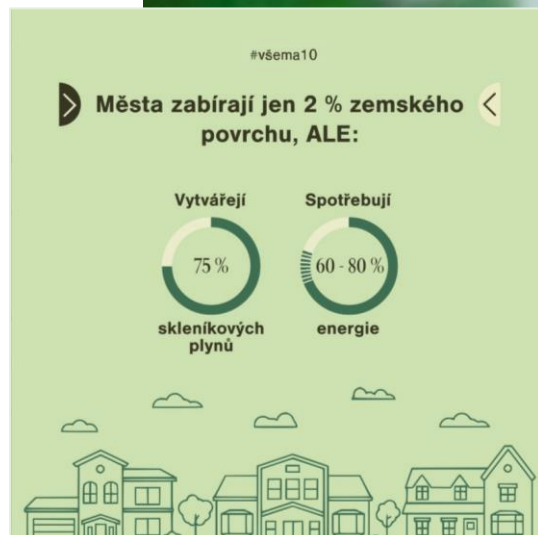 #všema10
Města zabírají jen 2 % zemského
povrchu, ALE:
Vytvářejí
75 %
skleníkových
plynů
Spotřebují
60 - 80 %
energie